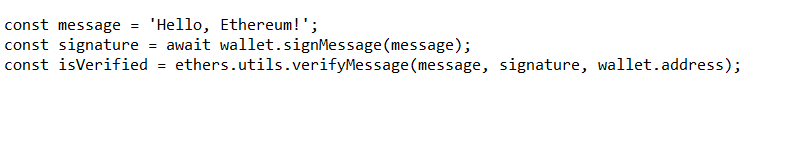 const message = 'Hello, Ethereum!';
const signature = await wallet.signMessage(message);
const isVerified = ethers.utils.verifyMessage(message, signature, wallet.address);